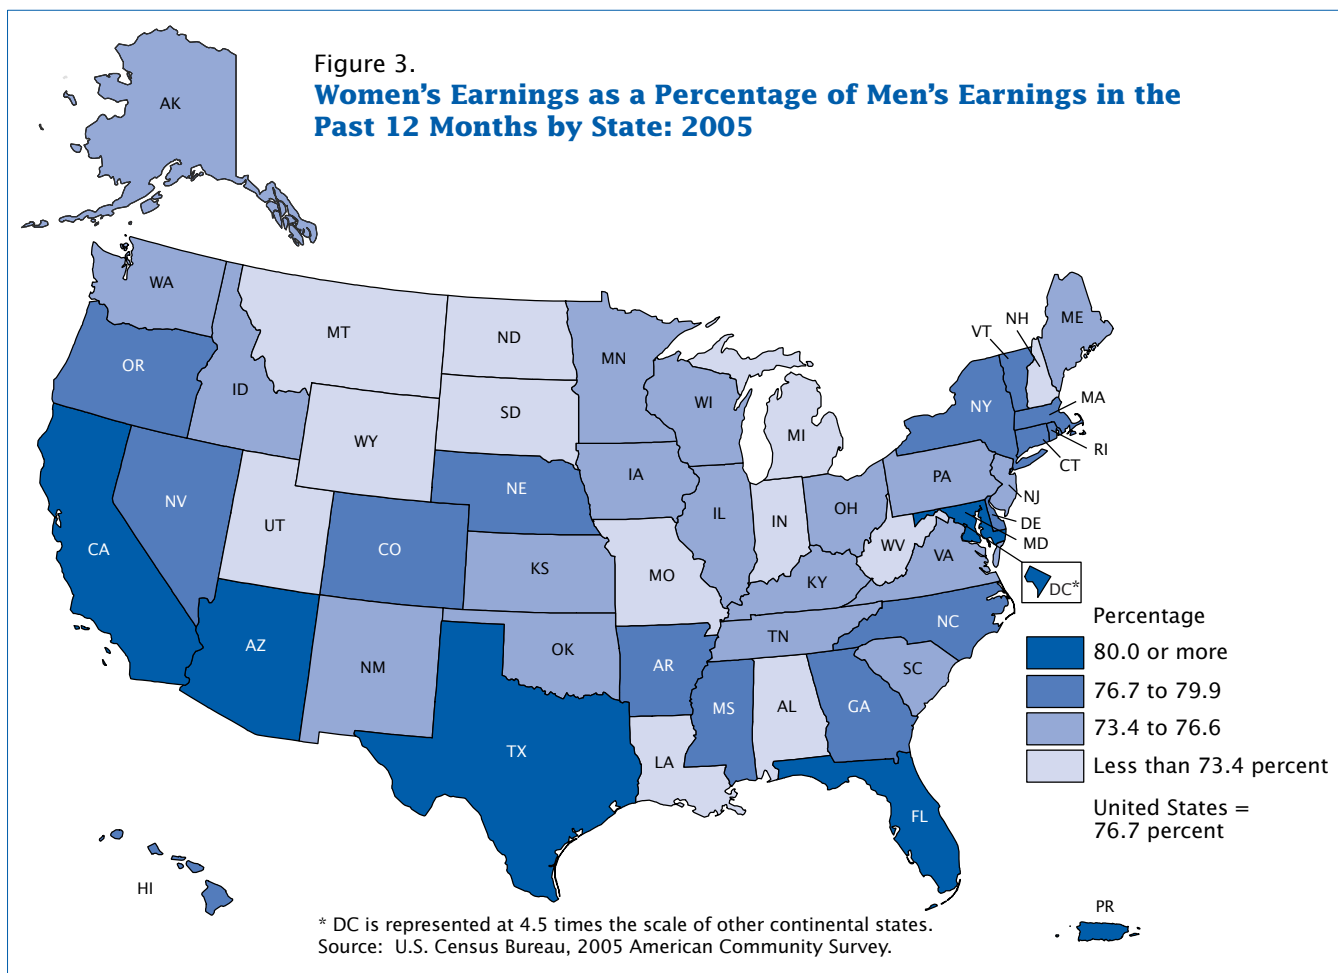 Figure 3.
Women's Earnings as a Percentage of Men's Earnings in the
Past 12 Months by State: 2005
AK
WA
MT
ND
MN
VT
NH
ME
OR
ID
SD
WI
MI
NY
MA
RI
CT
WY
NE
IA
PA
NJ
NV
UT
CO
IL
IN
OH
DE
MD
CA
KS
MO
WV
VA
KY
DC*
AZ
NM
OK
AR
TN
NC
SC
MS
AL
GA
TX
LA
FL
HI
PR
Percentage
80.0 or more
76.7 to 79.9
73.4 to 76.6
Less than 73.4 percent
United States =
76.7 percent
* DC is represented at 4.5 times the scale of other continental states.
Source: U.S. Census Bureau, 2005 American Community Survey.